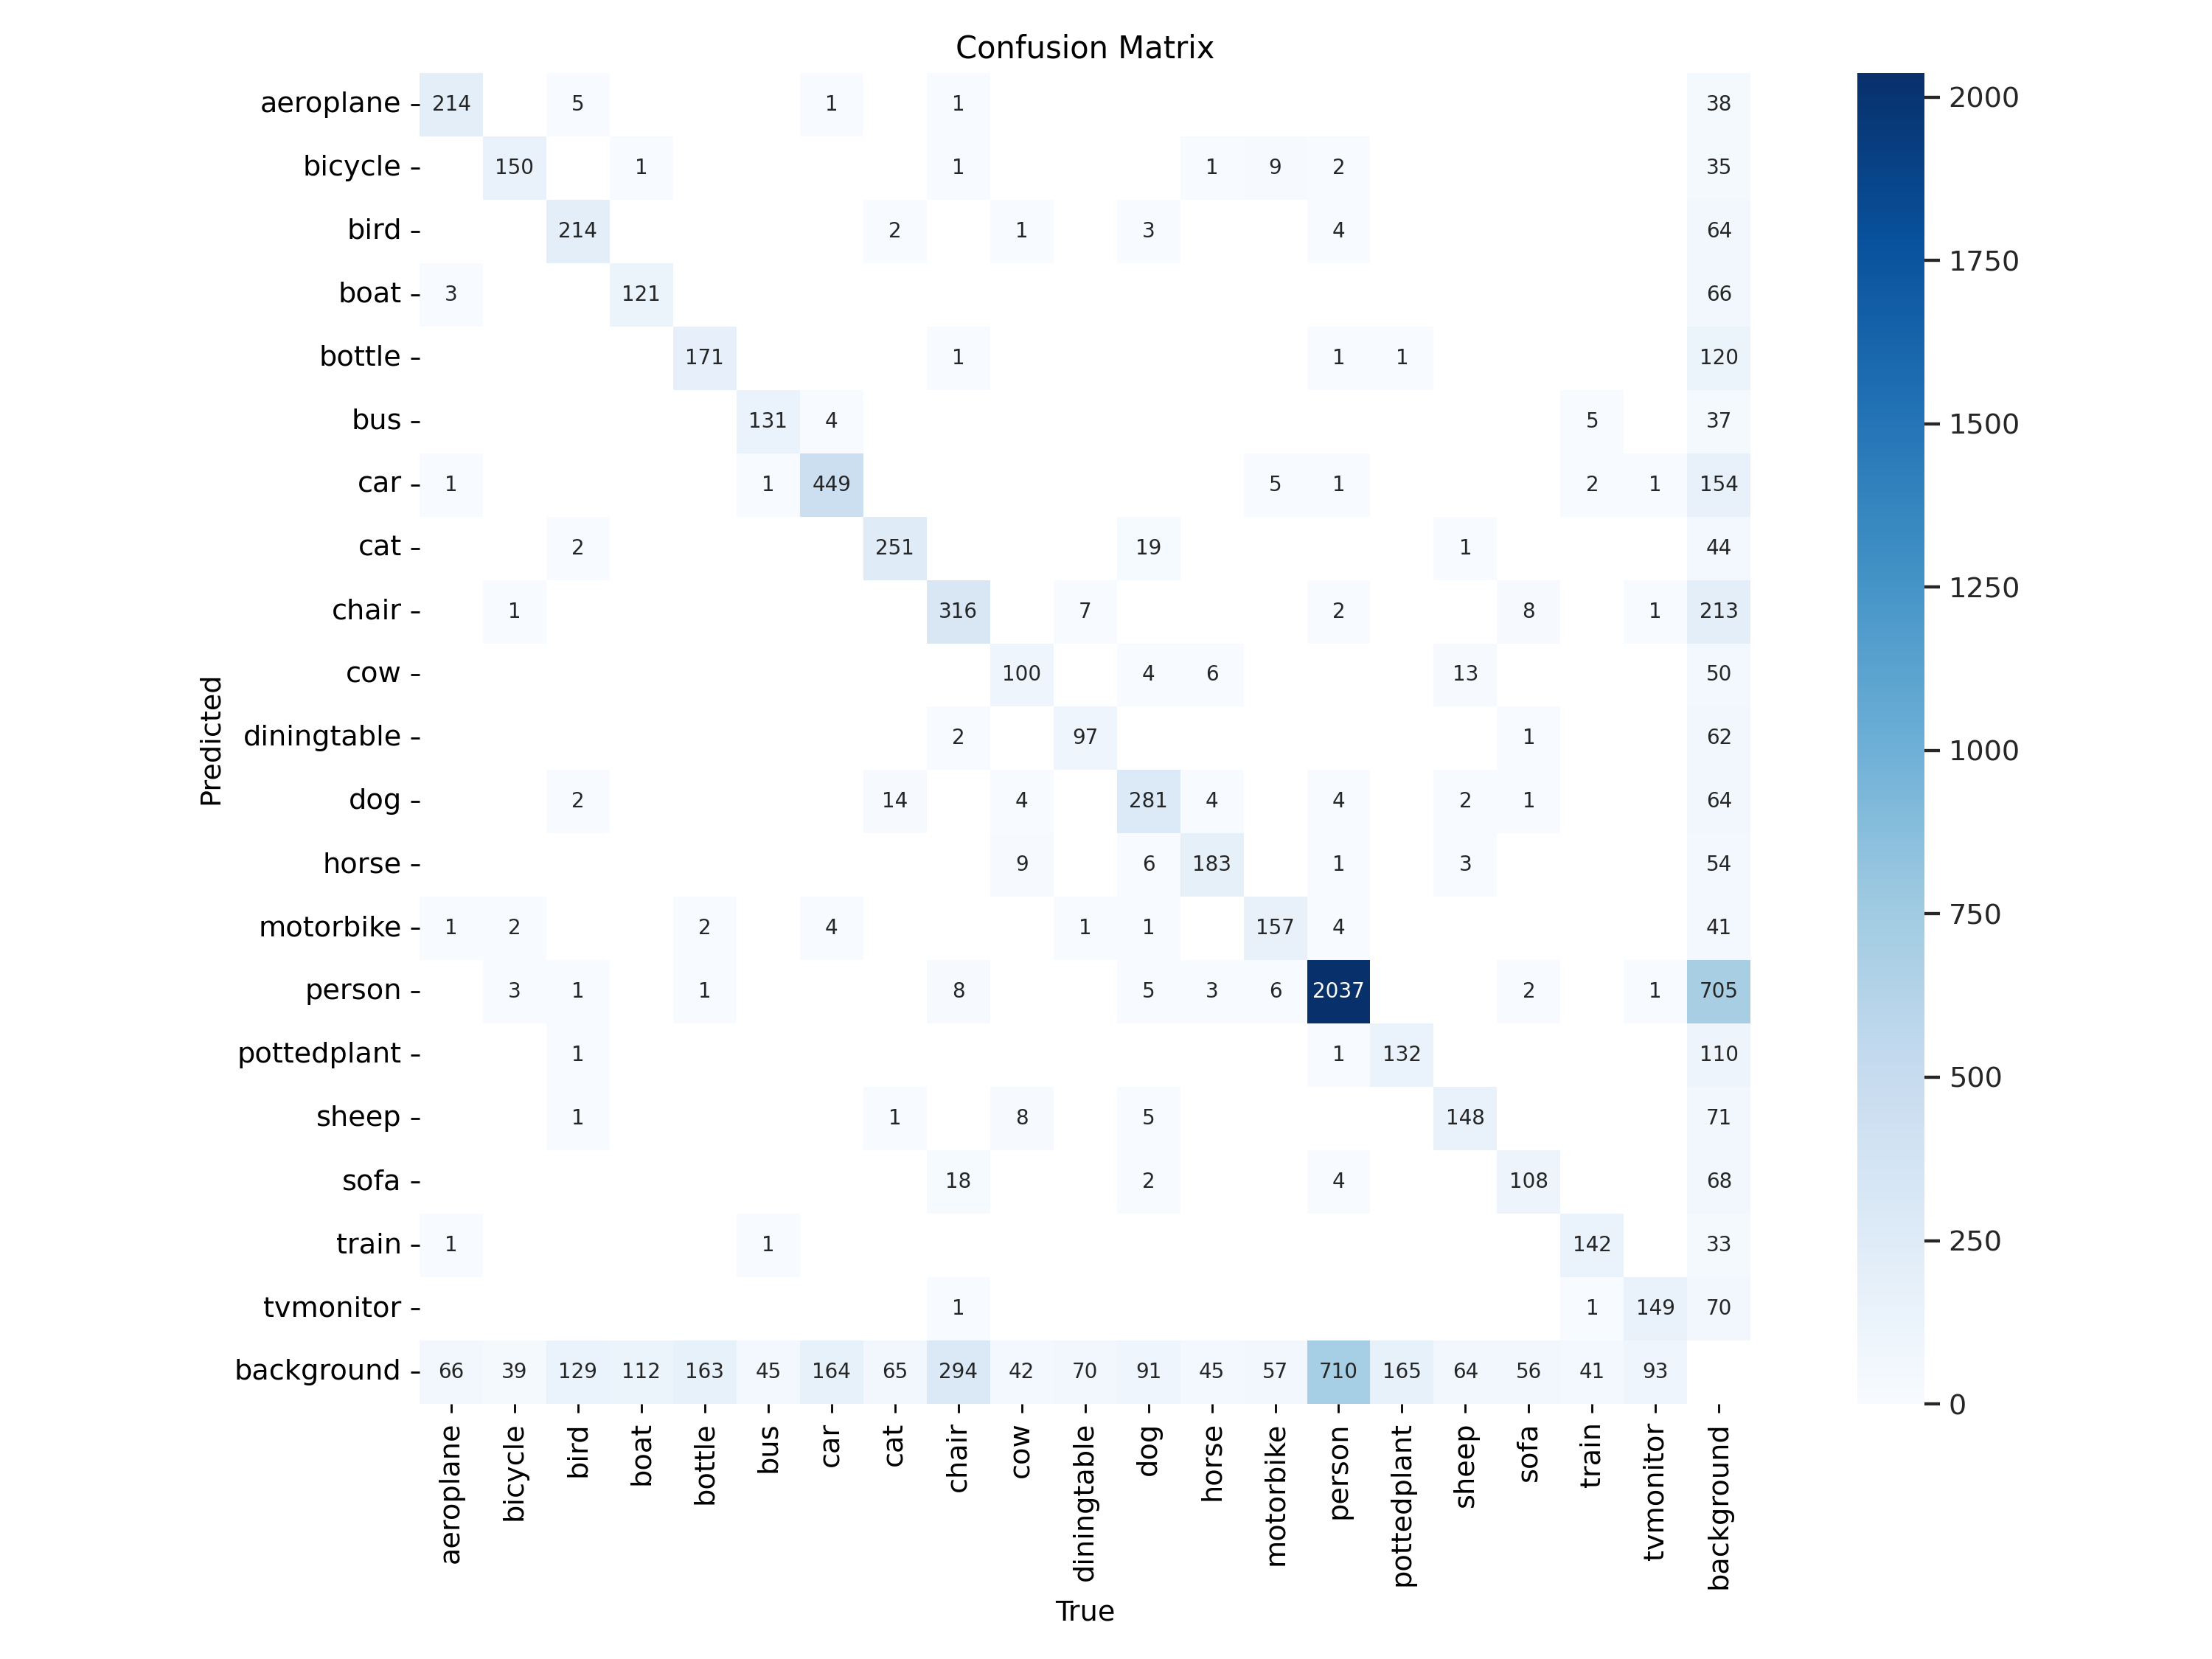 Confusion Matrix
aeroplane 214 5 1 1 38
bicycle 150 1 1 1 9 2 35
bird 214 2 1 3 4 64
boat 3 121 66
bottle 171 1 1 1 120
bus 131 4 5 37
car 1 1 449 5 1 2 1 154
cat 2 251 19 1 44
chair 1 316 7 2 8 1 213
cow 100 4 6 13 50
diningtable 2 97 1 62
dog 2 14 4 281 4 4 2 1 64
horse 9 6 183 1 3 54
motorbike 1 2 2 4 1 1 157 4 41
person 3 1 1 8 5 3 6 2037 2 1 705
pottedplant 1 1 132 110
sheep 1 1 8 5 148 71
sofa 18 2 4 108 68
train 1 1 142 33
tvmonitor 1 1 149 70
background 66 39 129 112 163 45 164 65 294 42 70 91 45 57 710 165 64 56 41 93
Predicted
aeroplane bicycle bird boat bottle bus car cat chair cow diningtable dog horse motorbike person pottedplant sheep sofa train tvmonitor background
True
2000
1750
1500
1250
1000
750
500
250
0